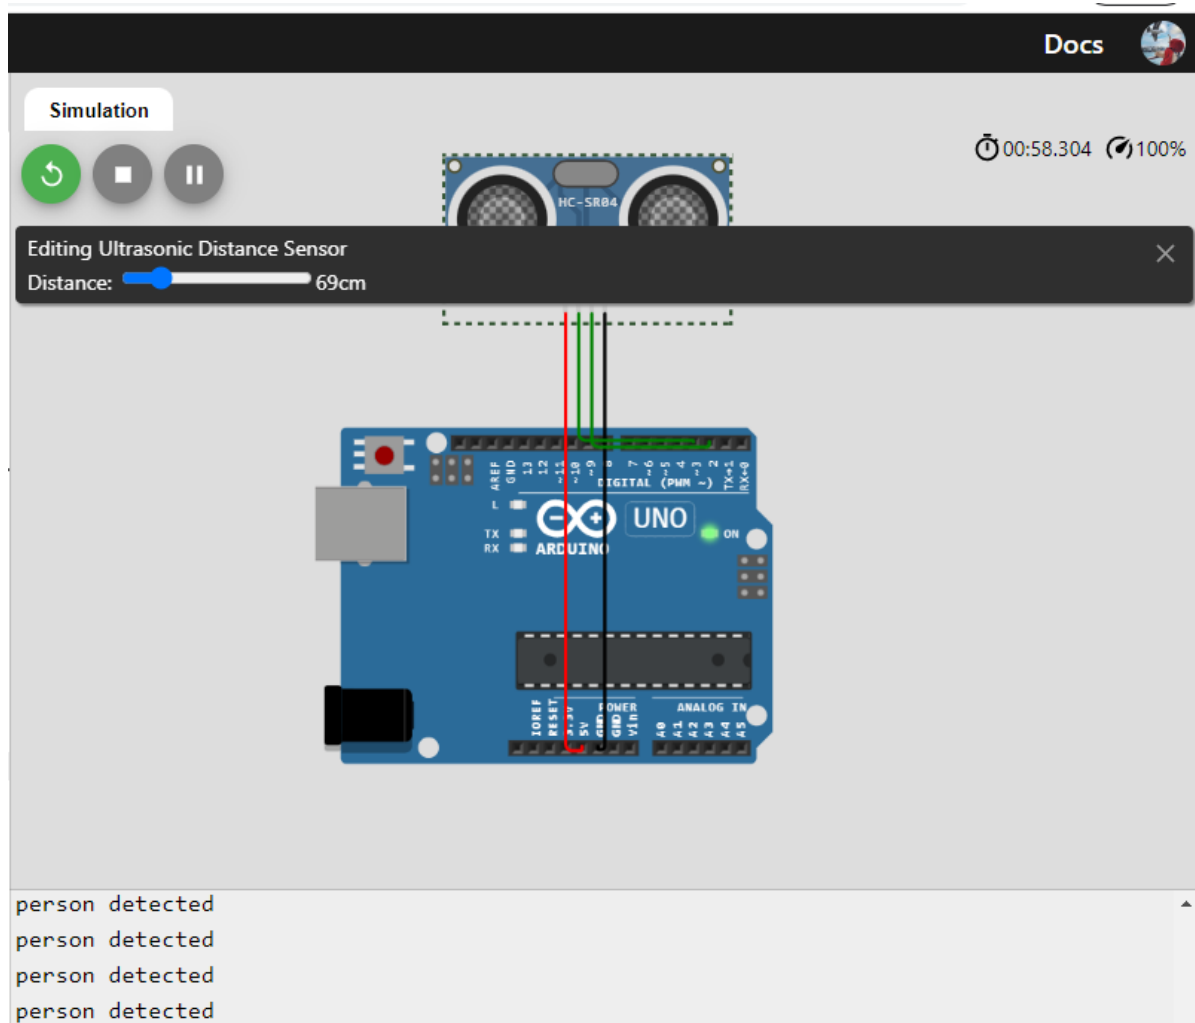 Docs
Simulation
00:58.304 100%
HC-SR04
Editing Ultrasonic Distance Sensor
Distance: 69cm
AREF
GND
13
12
~11
~10
~9
8
7
~6
~5
4
~3
2
TX→1
RX←0
DIGITAL (PWM ~)
L
TX
RX
ARDUINO
UNO
ON
IOREF
RESET
3.3V
5V
GND
GND
Vin
POWER
ANALOG IN
A0
A1
A2
A3
A4
A5
person detected
person detected
person detected
person detected